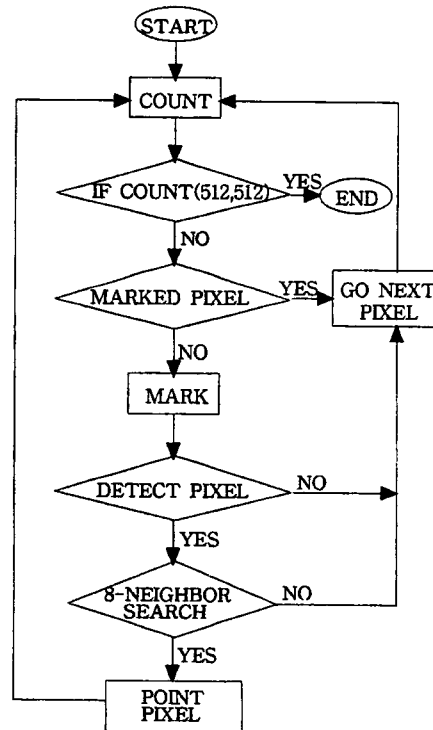 START
COUNT
IF COUNT(512,512)
YES
END
NO
MARKED PIXEL
YES
GO NEXT
PIXEL
NO
MARK
DETECT PIXEL
NO
YES
8-NEIGHBOR
SEARCH
NO
YES
POINT
PIXEL